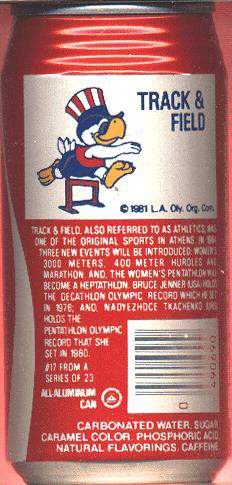 TRACK &
FIELD
© 1981 L.A. Oly. Org. Com.
TRACK & FIELD, ALSO REFERRED TO AS ATHLETICS, WAS
ONE OF THE ORIGINAL SPORTS IN ATHENS. IN 1984
THREE NEW EVENTS WILL BE INTRODUCED: WOMEN'S
3000 METERS, 400 METER HURDLES AND
MARATHON. AND, THE WOMEN'S PENTATHLON WILL
BECOME A HEPTATHLON. BRUCE JENNER (USA) HOLDS
THE DECATHLON OLYMPIC RECORD WHICH HE SET
IN 1976; AND, NADYEZHOCE TKACHENKO (URS)
HOLDS THE
PENTATHLON OLYMPIC
RECORD THAT SHE
SET IN 1980.
#17 FROM A
SERIES OF 23
ALL-ALUMINUM
CAN
490690
0
CARBONATED WATER, SUGAR
CARAMEL COLOR, PHOSPHORIC ACID,
NATURAL FLAVORINGS, CAFFEINE